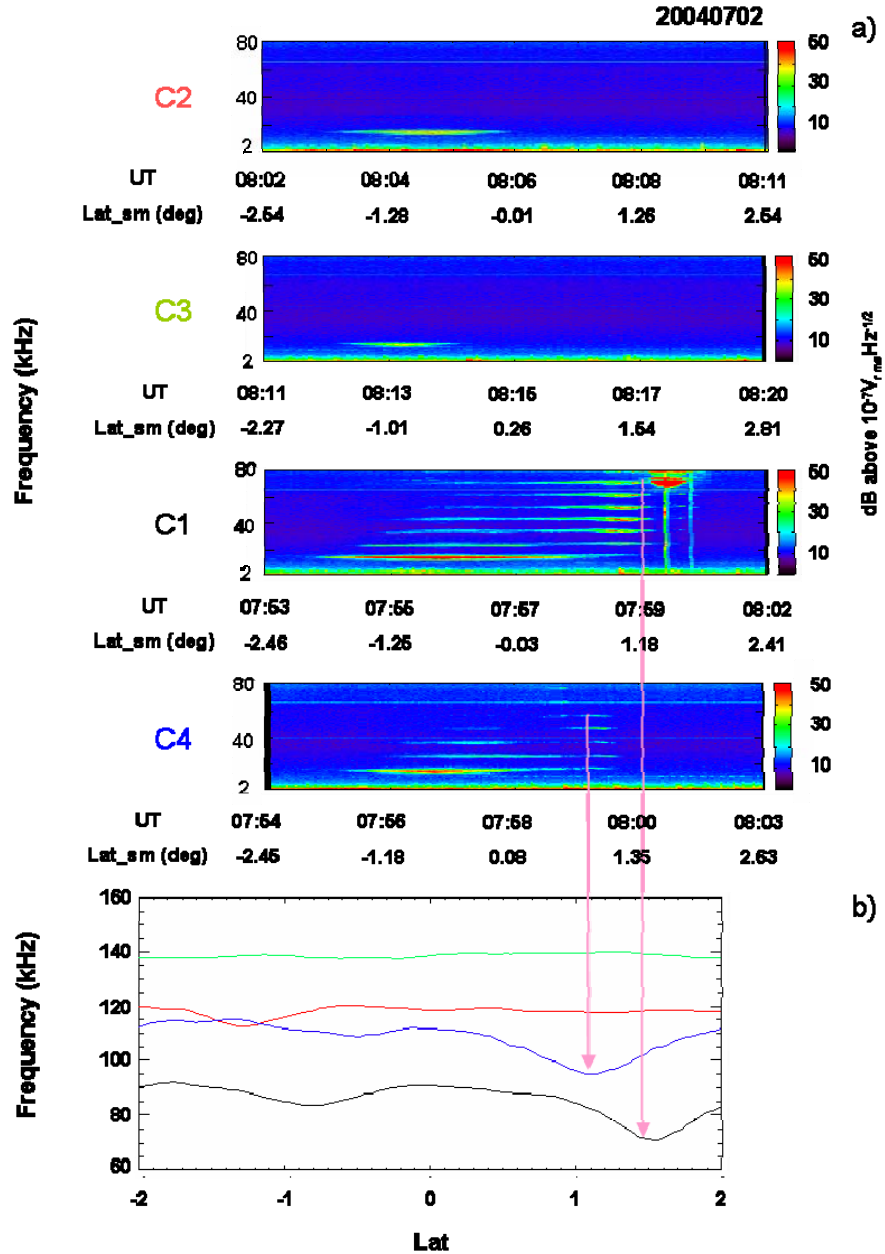 20040702 a)
80 50
C2 40 30
10
2
UT 08:02 08:04 08:06 08:08 08:11
Lat_sm (deg) -2.54 -1.28 -0.01 1.26 2.54
80 50
C3 40 30
10
2
UT 08:11 08:13 08:15 08:17 08:20
Lat_sm (deg) -2.27 -1.01 0.26 1.54 2.81
Frequency (kHz)
dB above 10-7VrmsHz-1/2
80 50
C1 40 30
10
2
UT 07:53 07:55 07:57 07:59 08:02
Lat_sm (deg) -2.46 -1.25 -0.03 1.18 2.41
80 50
C4 40 30
10
2
UT 07:54 07:56 07:58 08:00 08:03
Lat_sm (deg) -2.45 -1.18 0.08 1.35 2.63
b)
Frequency (kHz)
160
140
120
100
80
60
-2 -1 0 1 2
Lat